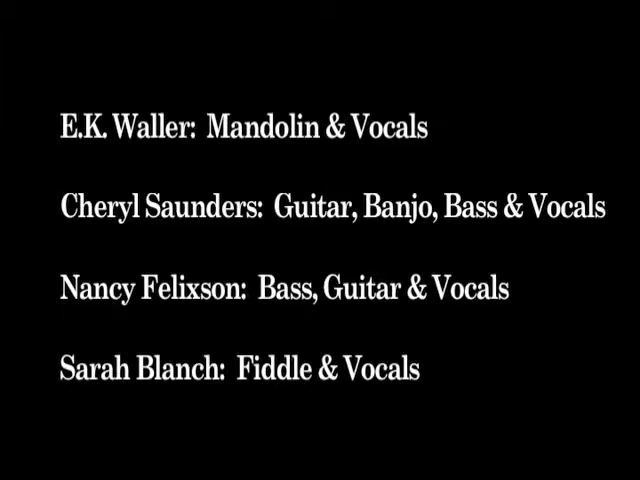 E.K. Waller:  Mandolin & Vocals
Cheryl Saunders:  Guitar, Banjo, Bass & Vocals
Nancy Felixson:  Bass, Guitar & Vocals
Sarah Blanch:  Fiddle & Vocals